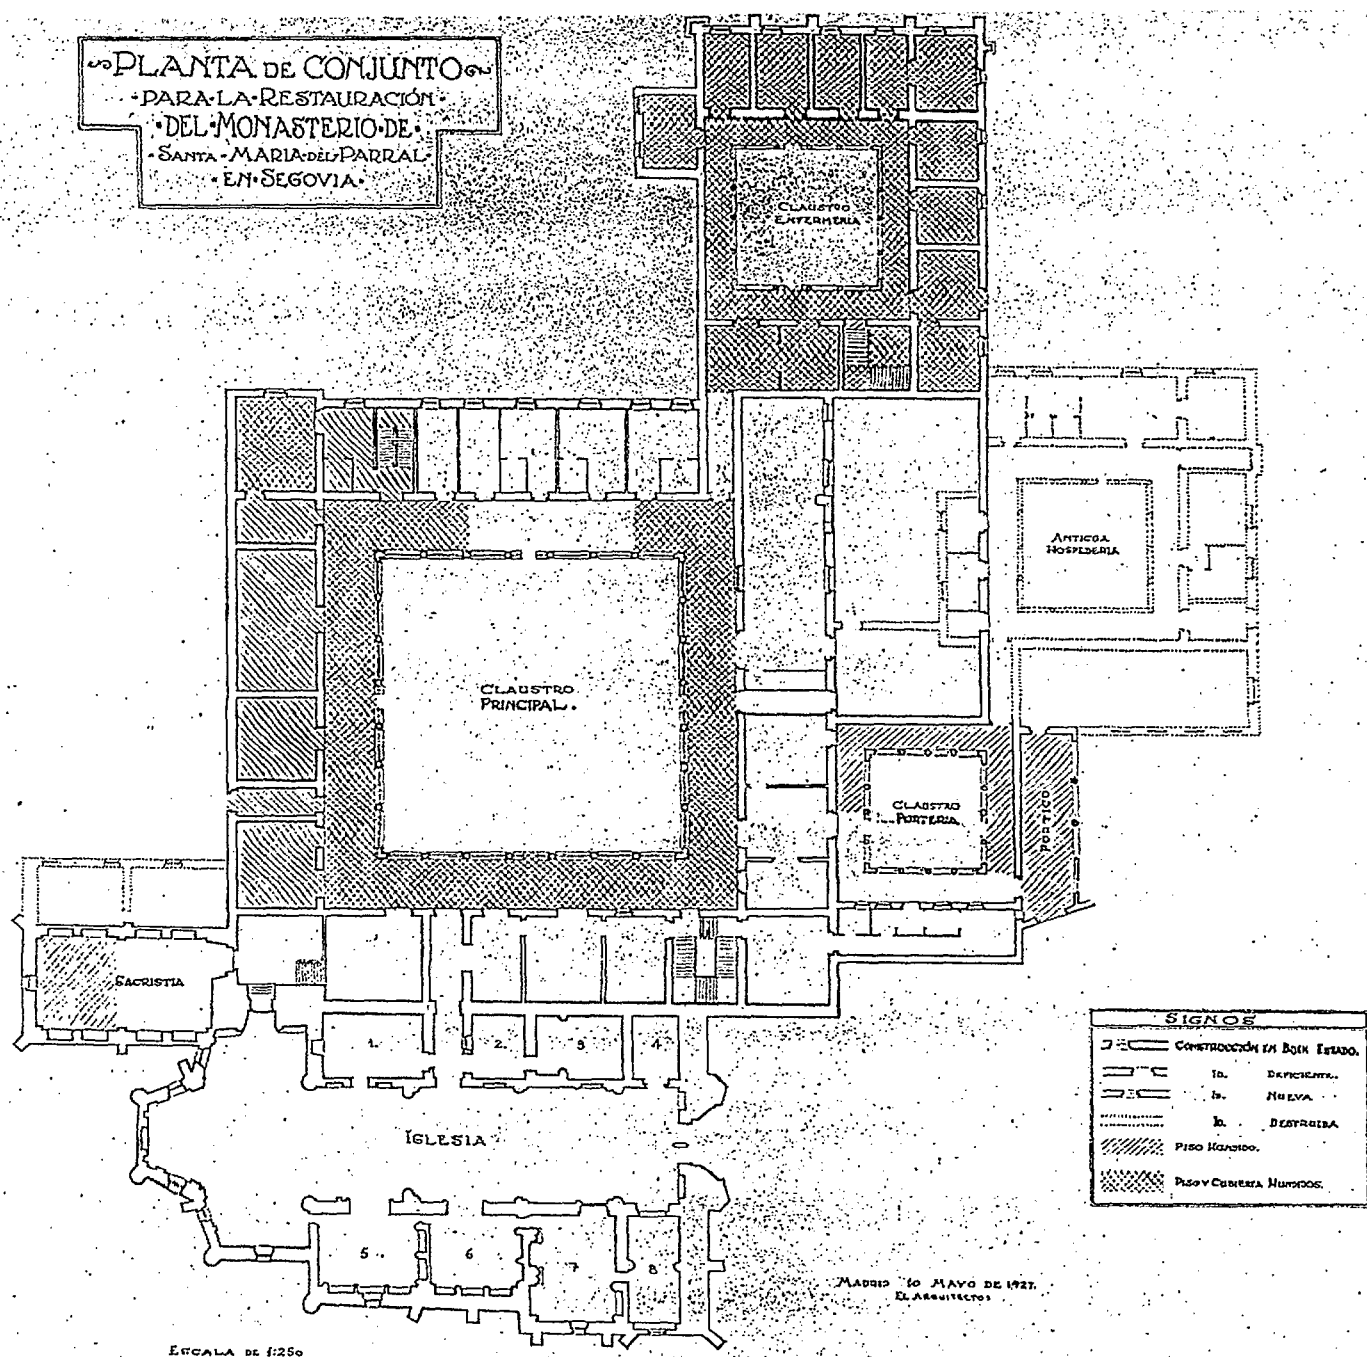 PLANTA DE CONJUNTO
PARA·LA·RESTAURACIÓN
·DEL·MONASTERIO·DE·
·SANTA·MARIA·DEL·PARRAL·
·EN·SEGOVIA·
CLAUSTRO
ENFERMERIA
ANTIGUA
HOSPEDERIA
CLAUSTRO
PRINCIPAL.
CLAUSTRO
PORTERIA
PORTICO
SACRISTIA
1.
2.
3
4
IGLESIA
5.
6
7
8
SIGNOS
CONSTRUCCIÓN EN BUEN ESTADO.
ID. DEFICIENTE.
ID. NUEVA
ID. DESTRUIDA
PISO HUNDIDO.
PISO Y CUBIERTA HUNDIDOS.
MADRID 10 MAYO DE 1927.
EL ARQUITECTO
ESCALA DE 1:250